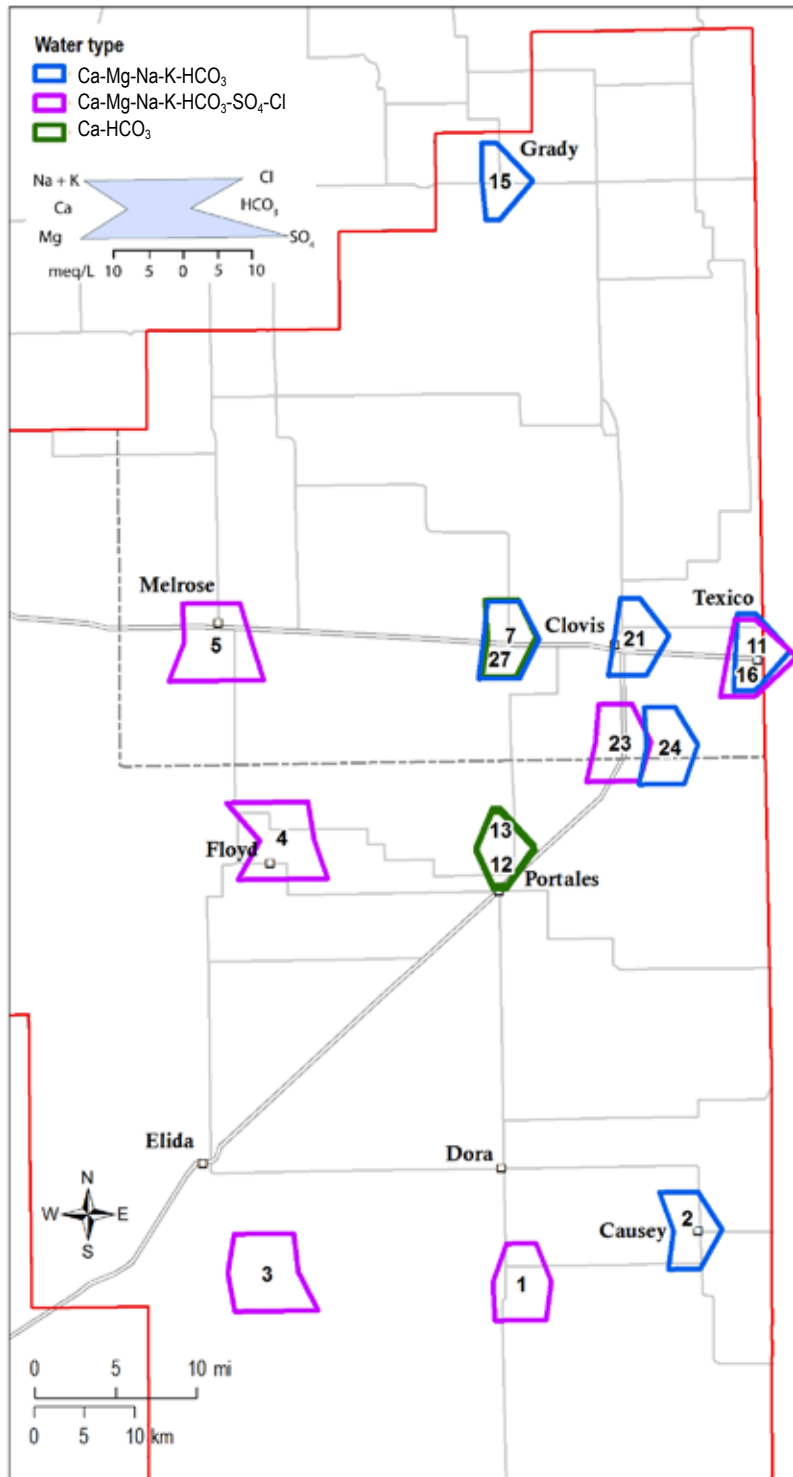 Water type
Ca-Mg-Na-K-HCO₃
Ca-Mg-Na-K-HCO₃-SO₄-Cl
Ca-HCO₃
Na + K Cl
Ca HCO₃
Mg SO₄
meq/L 10 5 0 5 10
Grady
15
Melrose
5
7
27
Clovis
21
Texico
11
16
23
24
4
Floyd
13
12
Portales
Elida
Dora
N
W E
S
Causey
2
3
1
0 5 10 mi
0 5 10 km